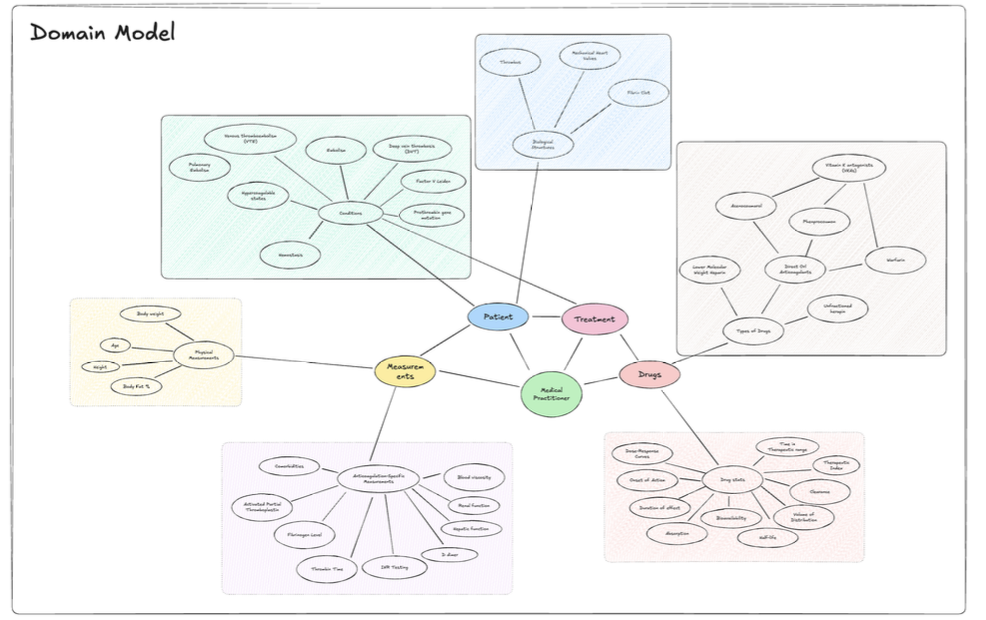 Domain Model
Thrombus
Mechanical Heart
Valves
Fibrin Clot
Biological
Structures
Venous Thromboembolism
(VTE)
Embolism
Deep vein thrombosis
(DVT)
Pulmonary
Embolism
Factor V Leiden
Hypercoagulable
states
Conditions
Prothrombin gene
mutation
Hemostasis
Vitamin K antagonists
(VKAs)
Acenocoumarol
Phenprocoumon
Warfarin
Lower Molecular
Weight Heparin
Direct Oral
Anticoagulants
Unfractioned
heparin
Types of Drugs
Body weight
Age
Height
Body Fat %
Physical
Measurements
Patient
Treatment
Measurem
ents
Medical
Practitioner
Drugs
Comorbidities
Anticoagulation-Specific
Measurements
Blood viscosity
Activated Partial
Thromboplastin
Renal function
Fibrinogen Level
Hepatic function
D-dimer
Thrombin Time
INR Testing
Dose-Response
Curves
Time in
Therapeutic range
Therapeutic
Index
Onset of Action
Drug stats
Clearance
Duration of effect
Bioavailability
Volume of
Distribution
Absorption
Half-life